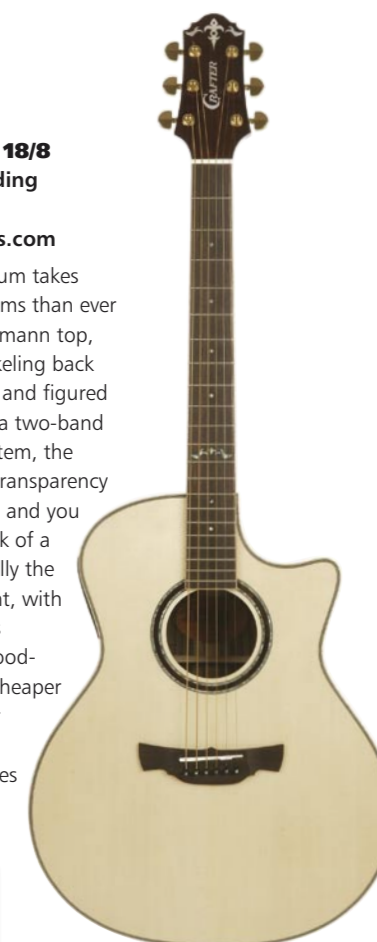 18/8
ding
s.com
um takes
ms than ever
mann top,
keling back
and figured
a two-band
tem, the
ransparency
and you
k of a
lly the
nt, with
ood-
heaper
es
CRAFTER